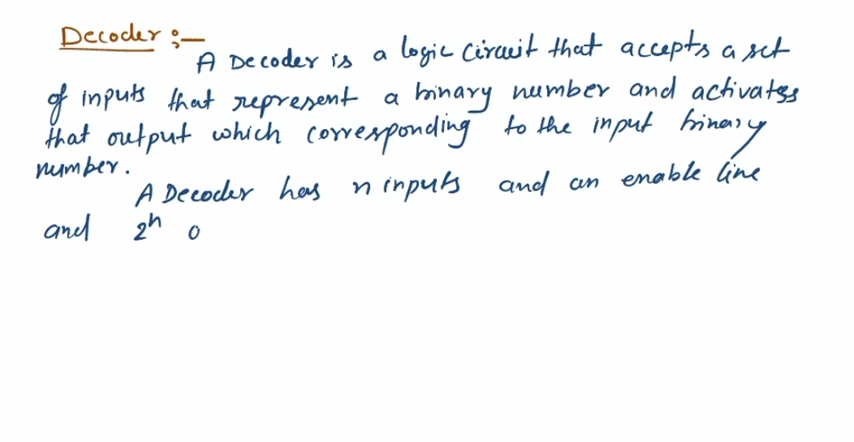 Decoder :-
A Decoder is a logic circuit that accepts a set
of inputs that represent a binary number and activates
that output which corresponding to the input binary
number.
A Decoder has n inputs and an enable line
and 2ⁿ o